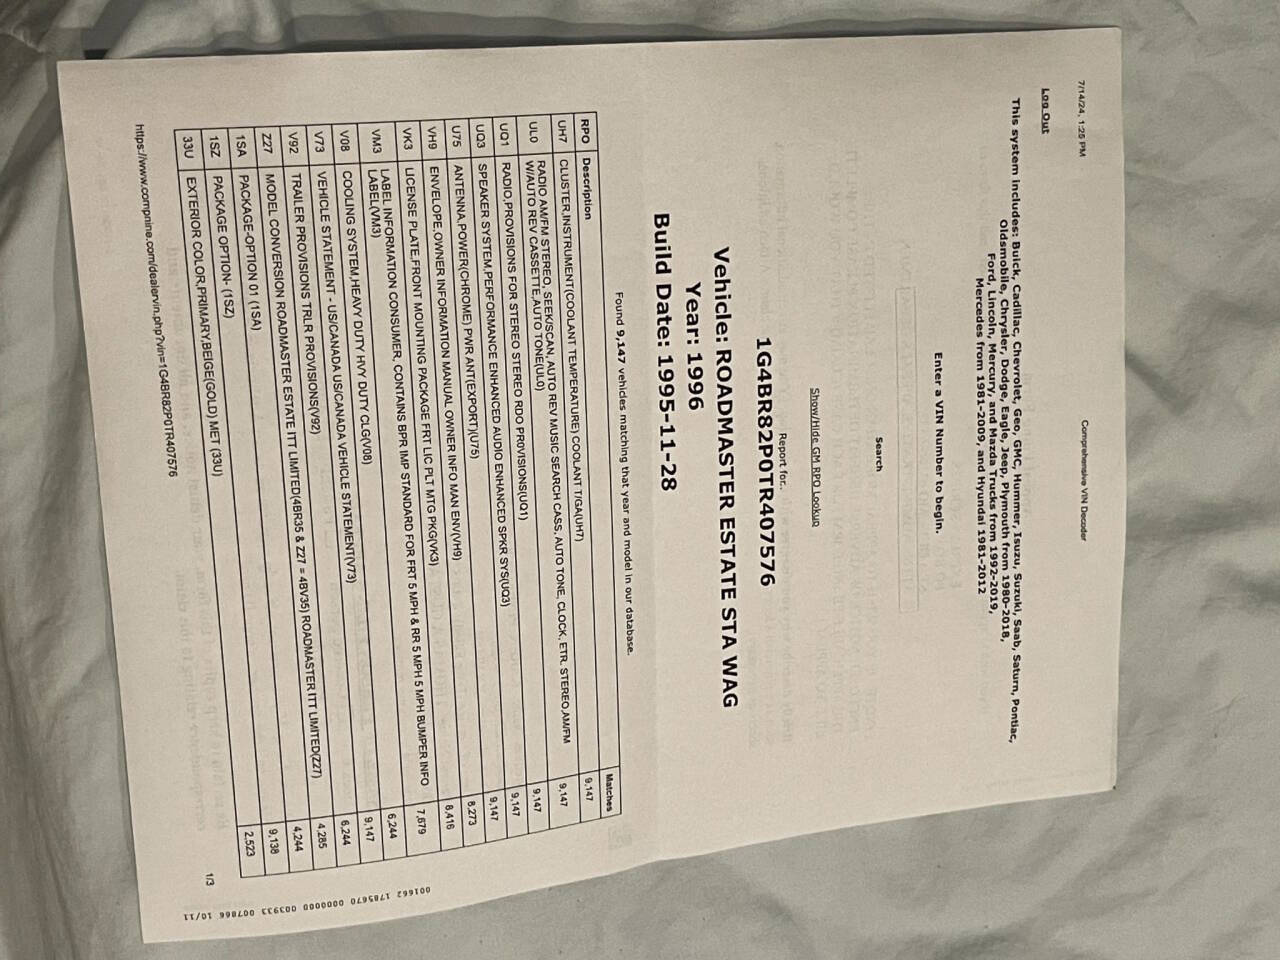 7/14/24, 1:25 PM Comprehensive VIN Decoder
Log Out
This system includes: Buick, Cadillac, Chevrolet, Geo, GMC, Hummer, Isuzu, Suzuki, Saab, Saturn, Pontiac,
Oldsmobile, Chrysler, Dodge, Eagle, Jeep, Plymouth from 1980-2018,
Ford, Lincoln, Mercury, and Mazda Trucks from 1992-2019,
Mercedes from 1981-2009, and Hyundai 1981-2012
Enter a VIN Number to begin.
Search
Show/Hide GM RPO Lookup
Report for:
1G4BR82P0TR407576
Vehicle: ROADMASTER ESTATE STA WAG
Year: 1996
Build Date: 1995-11-28
Found 9,147 vehicles matching that year and model in our database.
RPO Description Matches
UH7 CLUSTER,INSTRUMENT(COOLANT TEMPERATURE) COOLANT T/GA(UH7) 9,147
UL0 RADIO AM/FM STEREO, SEEK/SCAN, AUTO REV MUSIC SEARCH CASS, AUTO TONE, CLOCK, ETR. STEREO,AM/FM
W/AUTO REV CASSETTE,AUTO TONE(UL0) 9,147
UQ1 RADIO,PROVISIONS FOR STEREO STEREO RDO PROVISIONS(UQ1) 9,147
UQ3 SPEAKER SYSTEM,PERFORMANCE ENHANCED AUDIO ENHANCED SPKR SYS(UQ3) 9,147
U75 ANTENNA,POWER(CHROME) PWR ANT(EXPORT)(U75) 9,147
VH9 ENVELOPE,OWNER INFORMATION MANUAL OWNER INFO MAN ENV(VH9) 8,273
VK3 LICENSE PLATE,FRONT MOUNTING PACKAGE FRT LIC PLT MTG PKG(VK3) 8,416
VM3 LABEL INFORMATION CONSUMER, CONTAINS BPR IMP STANDARD FOR FRT 5 MPH & RR 5 MPH 5 MPH BUMPER INFO
LABEL(VM3) 7,679
V08 COOLING SYSTEM,HEAVY DUTY HVY DUTY CLG(V08) 6,244
V73 VEHICLE STATEMENT - US/CANADA US/CANADA VEHICLE STATEMENT(V73) 9,147
V92 TRAILER PROVISIONS TRLR PROVISIONS(V92) 6,244
Z27 MODEL CONVERSION ROADMASTER ESTATE ITT LIMITED(4BR35 & Z27 = 4BV35) ROADMASTER ITT LIMITED(Z27) 4,285
1SA PACKAGE-OPTION 01 (1SA) 4,244
1SZ PACKAGE OPTION- (1SZ) 9,138
33U EXTERIOR COLOR,PRIMARY,BEIGE(GOLD) MET (33U) 2,523
https://www.compnine.com/dealervin.php?vin=1G4BR82P0TR407576 1/3
001662 1785670 0000000 003933 007866 10/11